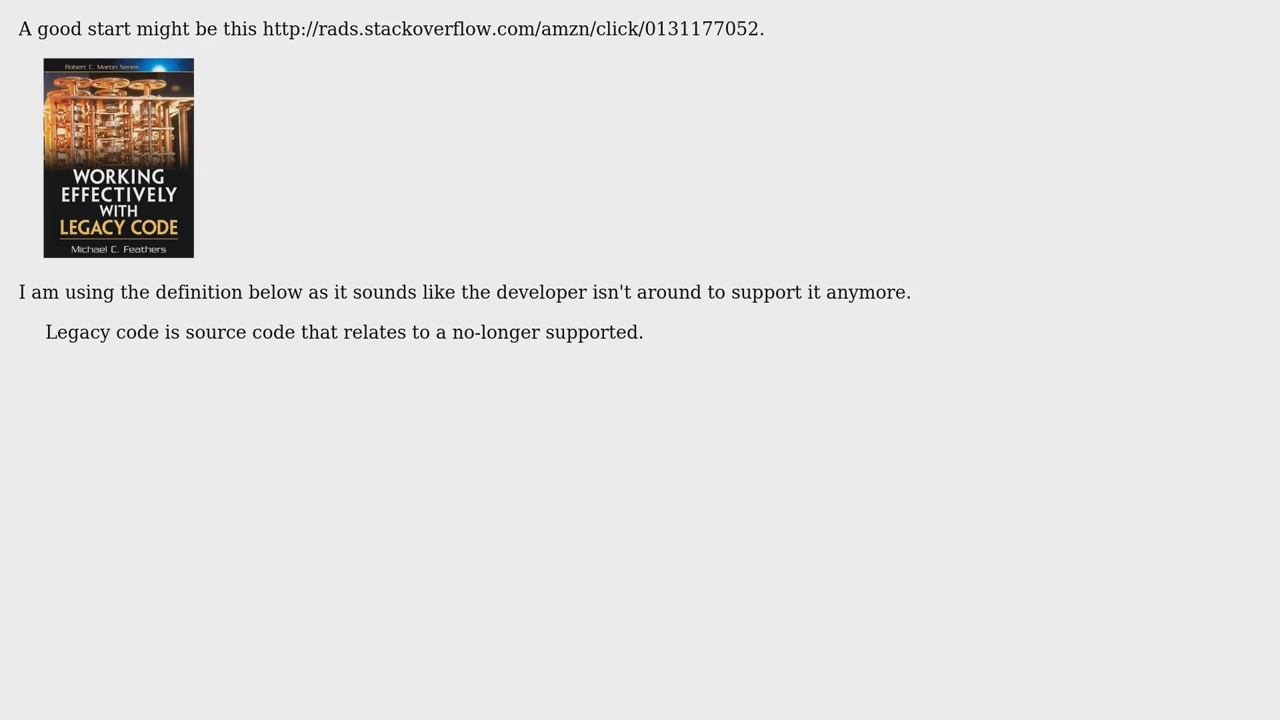 A good start might be this http://rads.stackoverflow.com/amzn/click/0131177052.
Robert C. Martin Series
WORKING
EFFECTIVELY
WITH
LEGACY CODE
Michael C. Feathers
I am using the definition below as it sounds like the developer isn't around to support it anymore.
Legacy code is source code that relates to a no-longer supported.